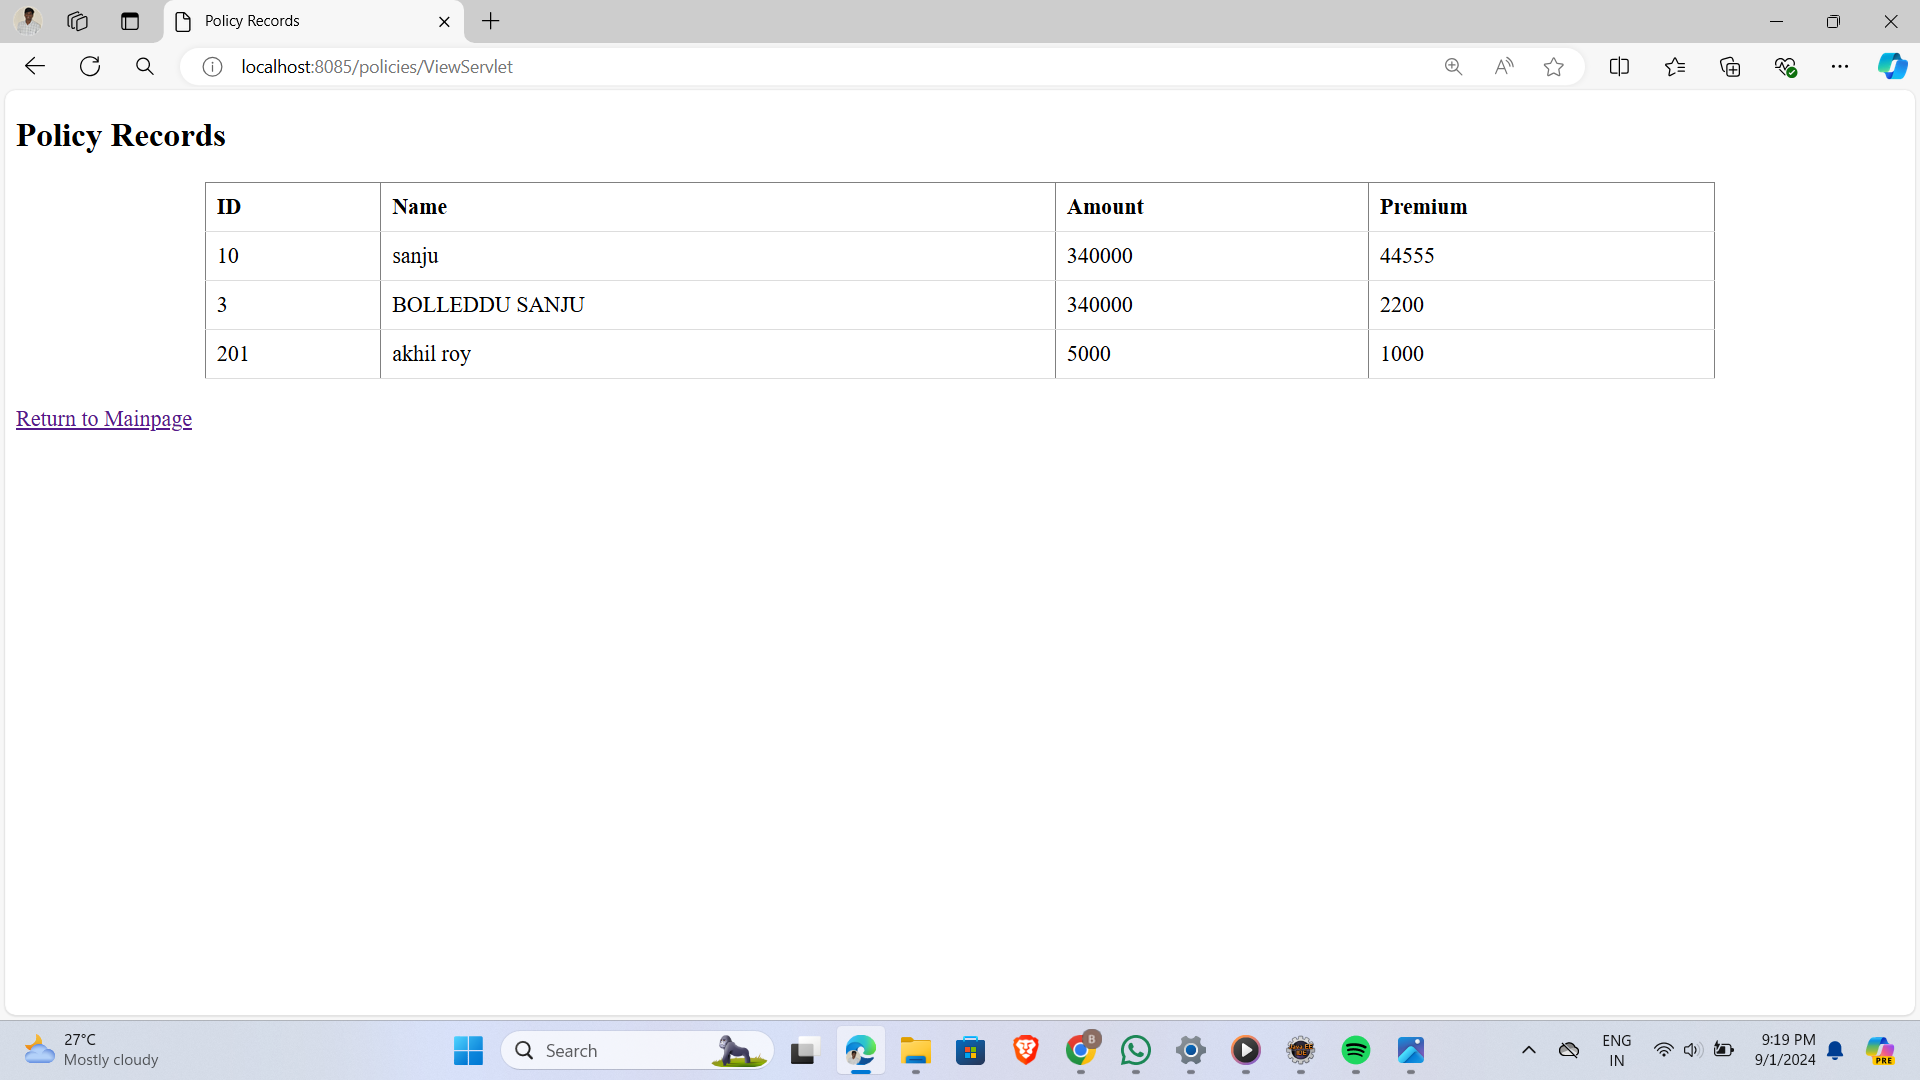 Policy Records
localhost:8085/policies/ViewServlet
Policy Records
ID Name Amount Premium
10 sanju 340000 44555
3 BOLLEDDU SANJU 340000 2200
201 akhil roy 5000 1000
Return to Mainpage
27°C
Mostly cloudy
Search
B
ENG
IN
9:19 PM
9/1/2024
PRE